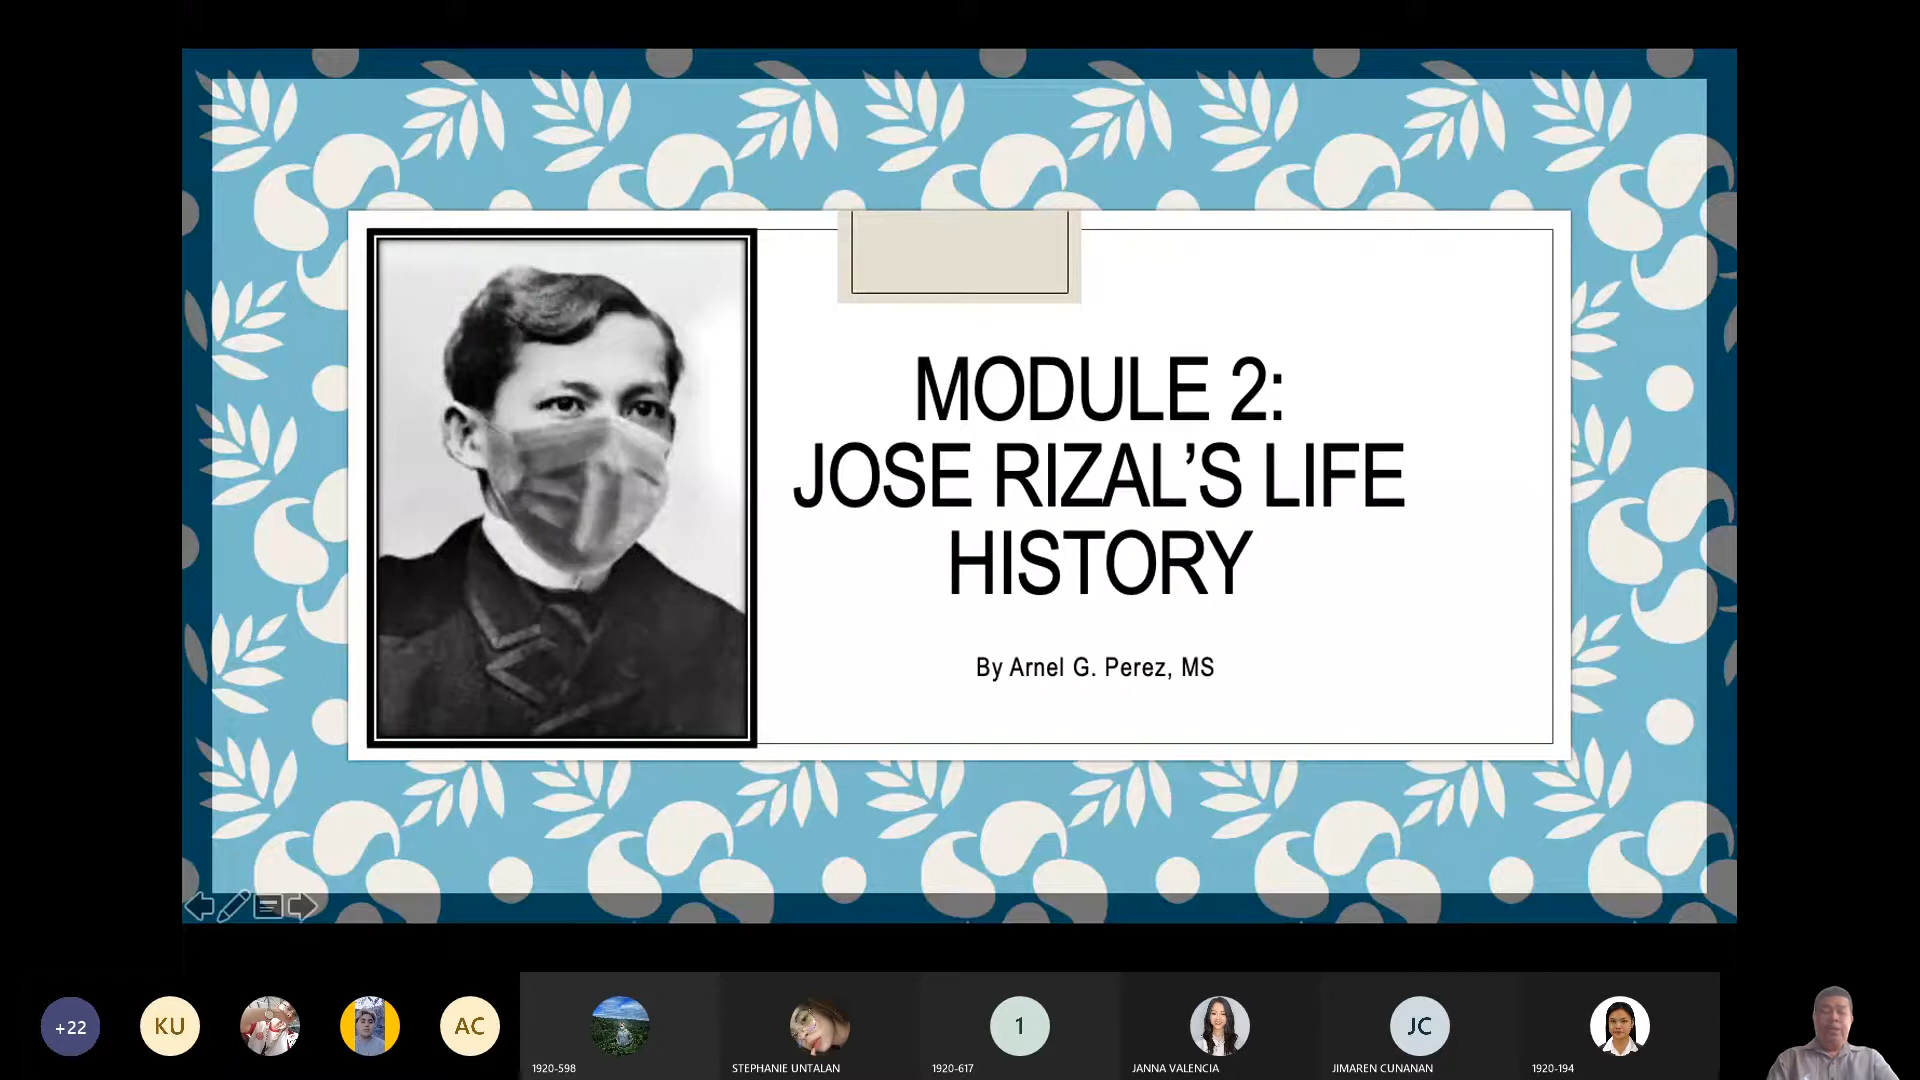 MODULE 2:
JOSE RIZAL’S LIFE
HISTORY
By Arnel G. Perez, MS
+22
KU
AC
1
JC
1920-598
STEPHANIE UNTALAN
1920-617
JANNA VALENCIA
JIMAREN CUNANAN
1920-194